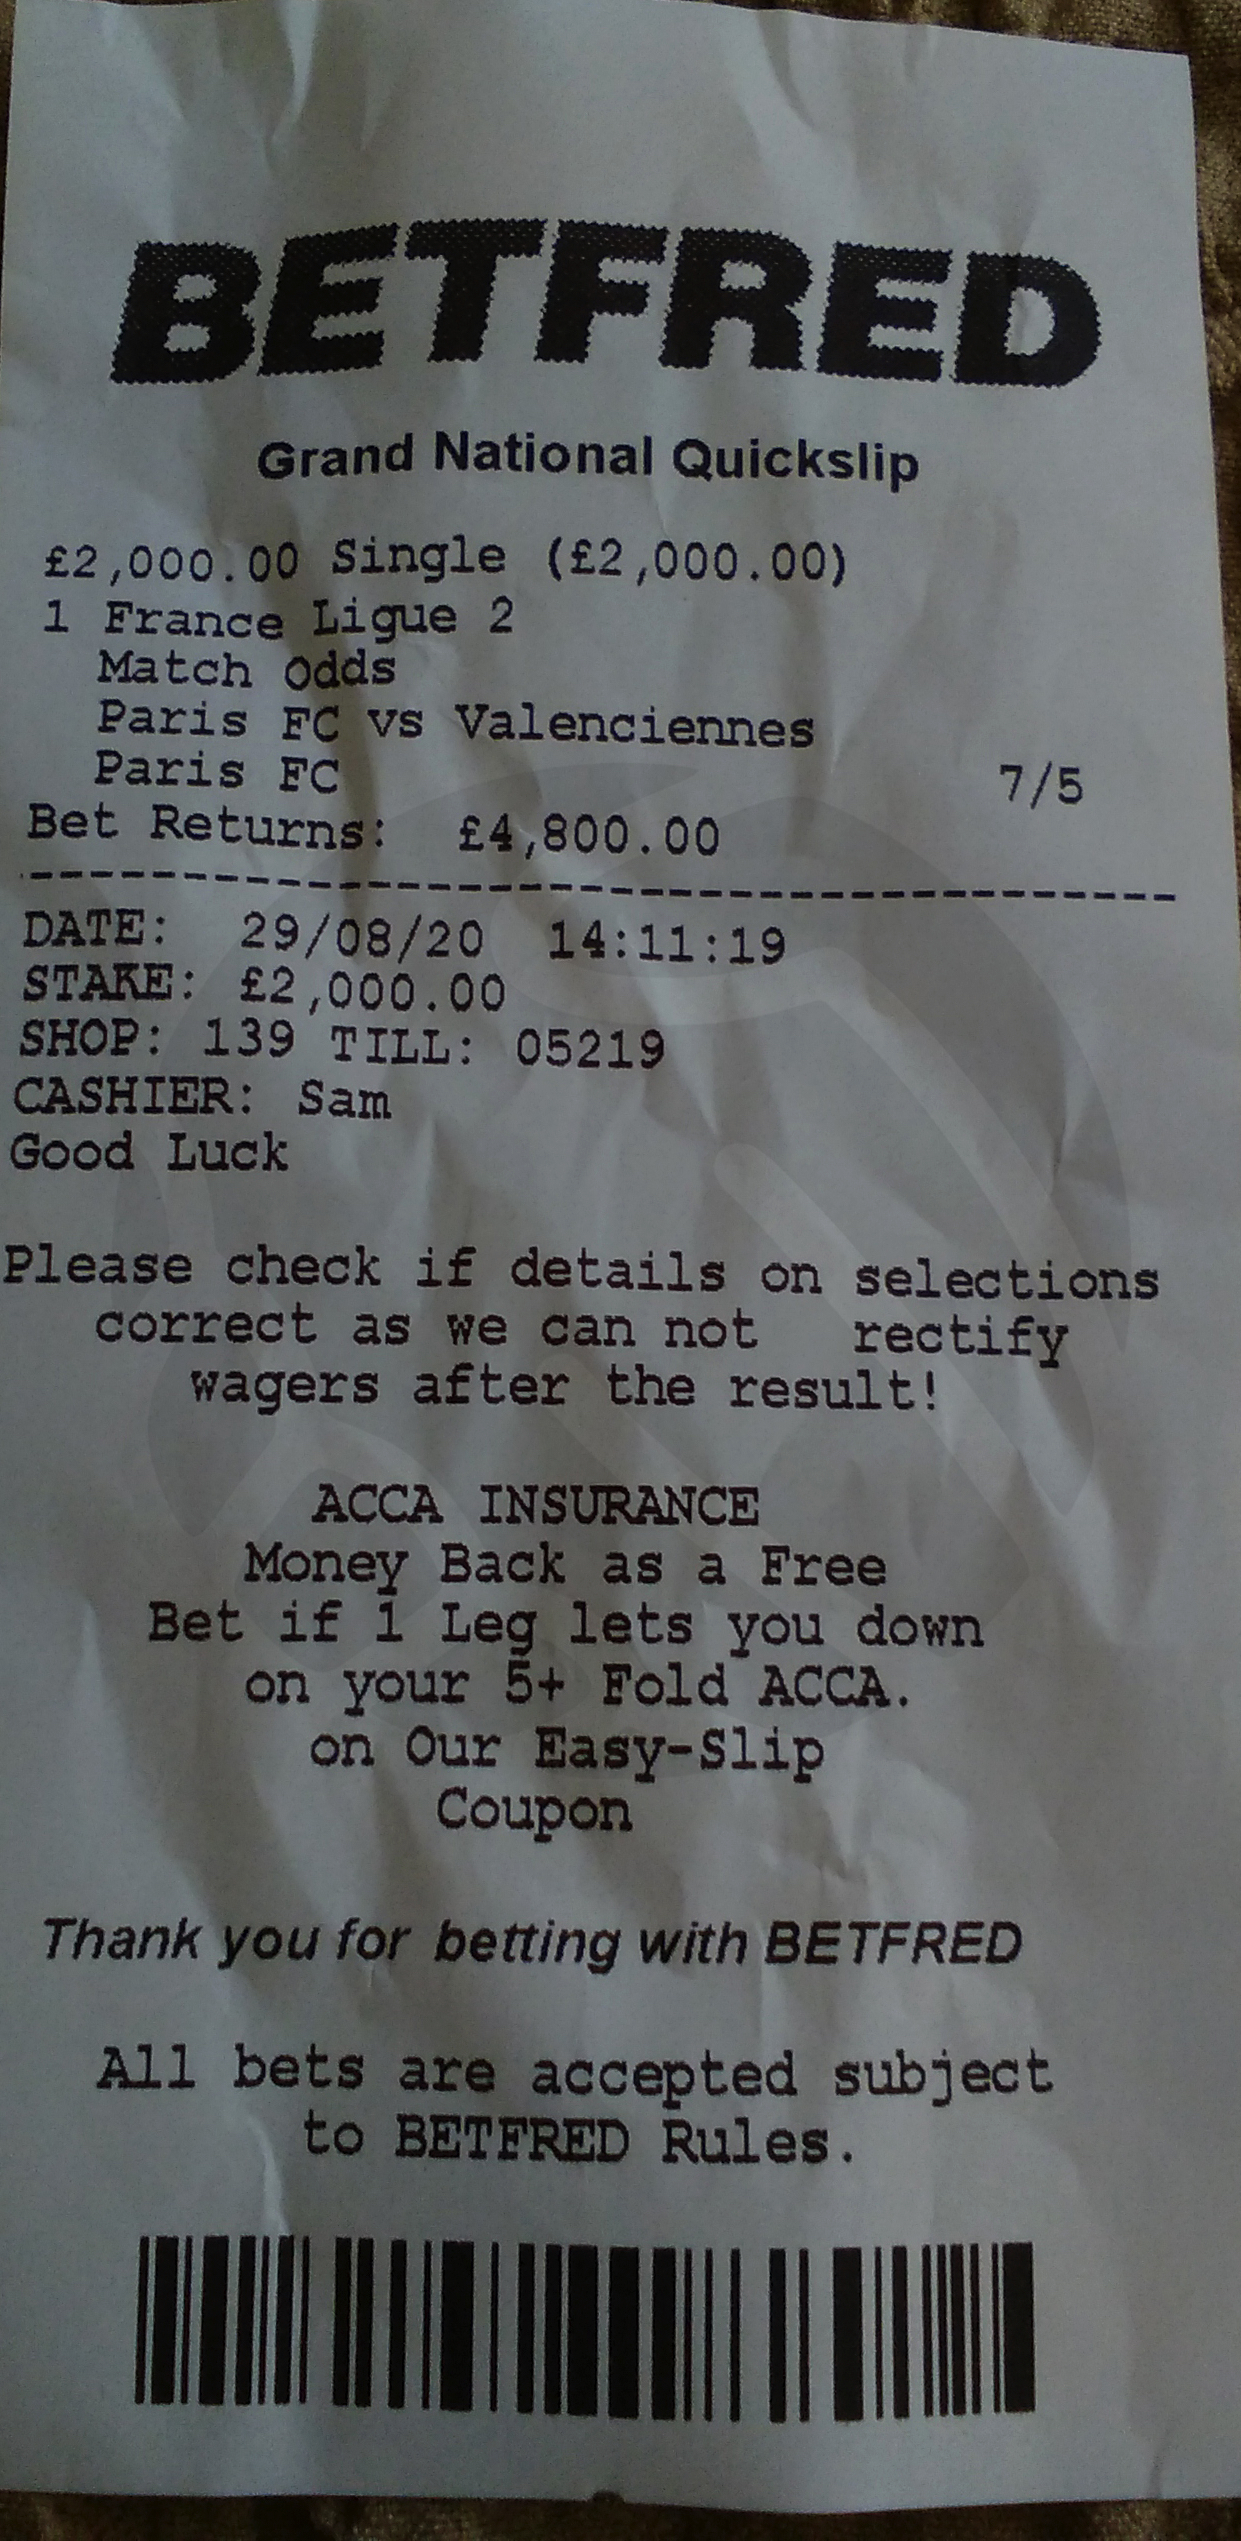 BETFRED
Grand National Quickslip
£2,000.00 Single (£2,000.00)
1 France Ligue 2
Match Odds
Paris FC vs Valenciennes
Paris FC 7/5
Bet Returns: £4,800.00
DATE: 29/08/20 14:11:19
STAKE: £2,000.00
SHOP: 139 TILL: 05219
CASHIER: Sam
Good Luck
Please check if details on selections
correct as we can not rectify
wagers after the result!
ACCA INSURANCE
Money Back as a Free
Bet if 1 Leg lets you down
on your 5+ Fold ACCA.
on Our Easy-Slip
Coupon
Thank you for betting with BETFRED
All bets are accepted subject
to BETFRED Rules.